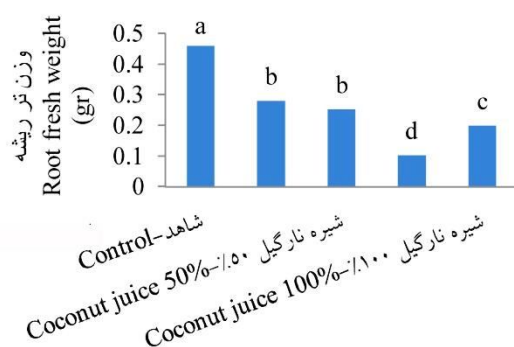 وزن تر ریشه
Root fresh weight
(gr)
0.5
0.4
0.3
0.2
0.1
0
a
b
b
d
c
Control-شاهد
Coconut juice 50%-٪۵۰ شیره نارگیل
Coconut juice 100%-٪۱۰۰ شیره نارگیل